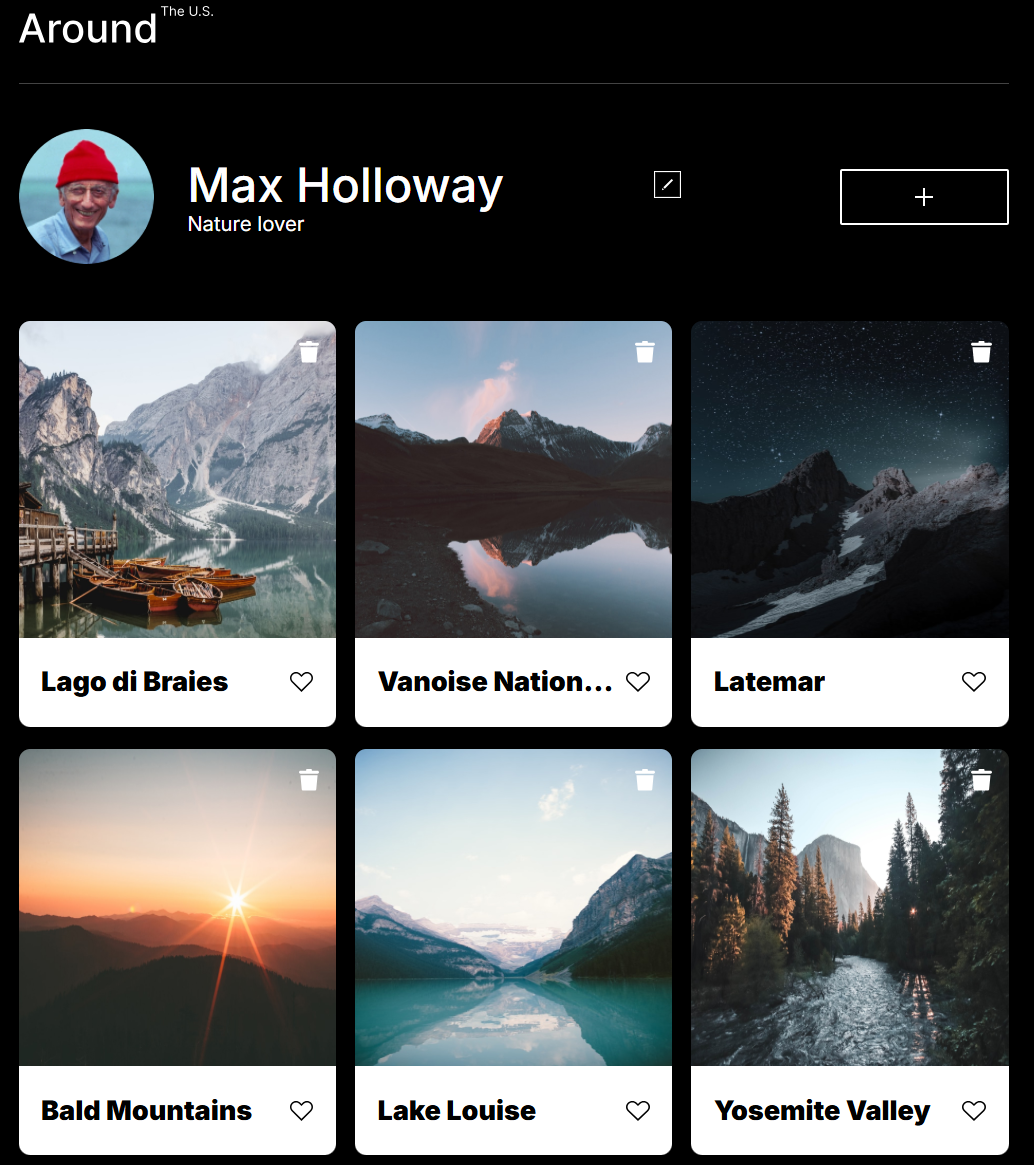 Around The U.S.
Max Holloway
Nature lover
Lago di Braies
Vanoise Nation...
Latemar
Bald Mountains
Lake Louise
Yosemite Valley